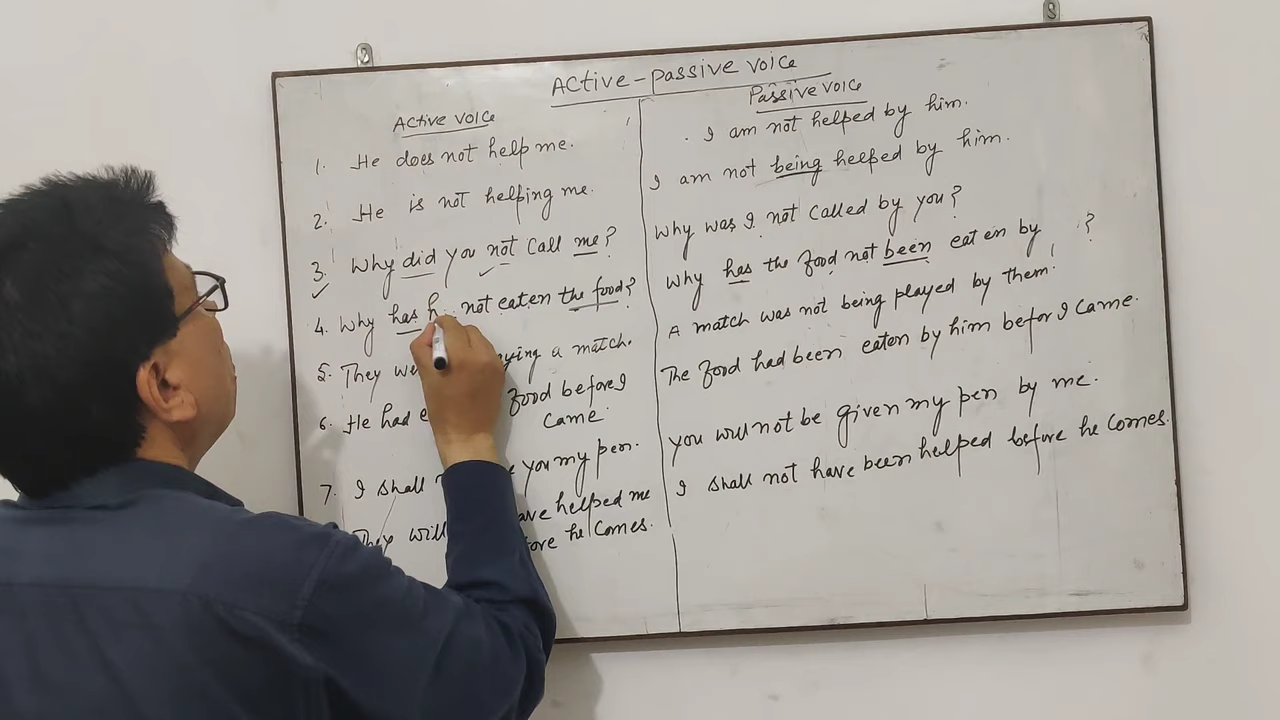 Active-Passive Voice
Active Voice
1. He does not help me.
2. He is not helping me.
3. Why did you not call me?
4. Why has not eaten the food?
5. They a match.
6. He had food before I
came.
7. I shall you my pen.
They will have helped me
he comes.
Passive Voice
I am not helped by him.
I am not being helped by him.
Why was I not called by you?
Why has the food not been eaten by ?
A match was not being played by them.
The food had been eaten by him befor I came.
you will not be given my pen by me.
I shall not have been helped before he comes.